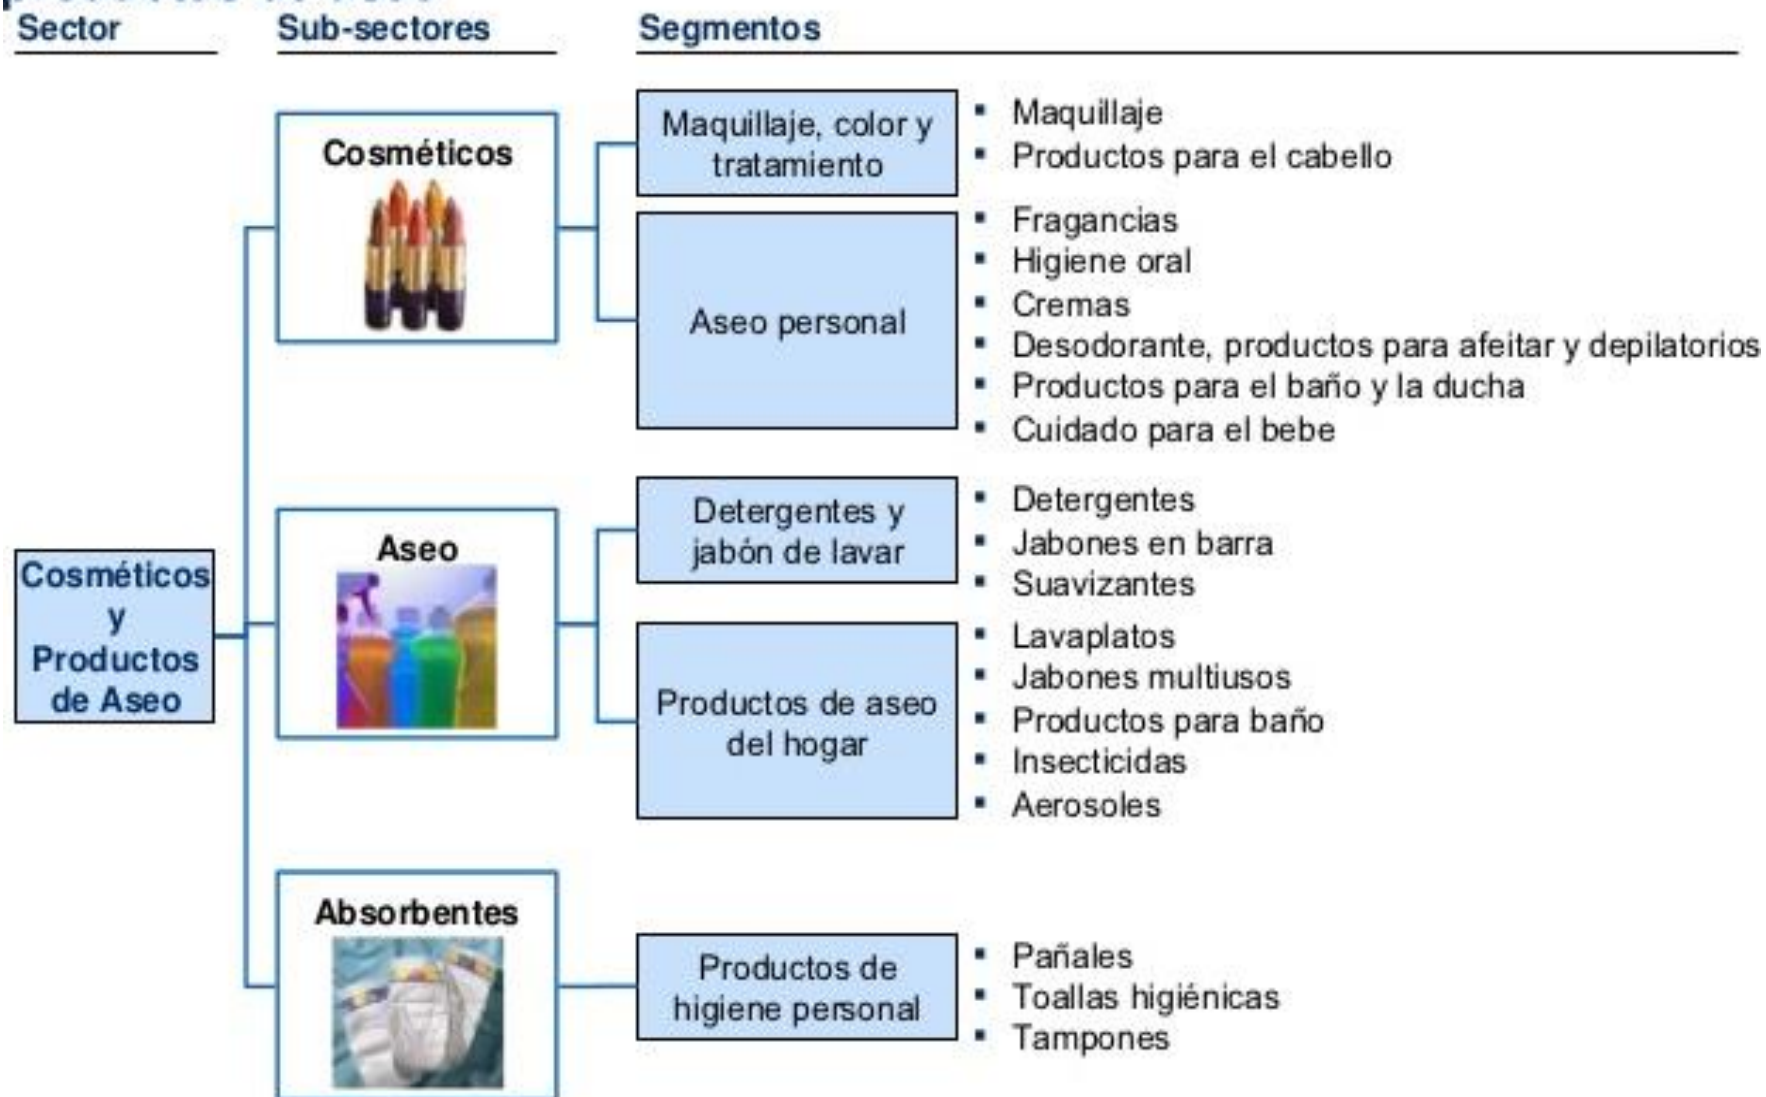 Sector
Sub-sectores
Segmentos
Cosméticos
y
Productos
de Aseo
Cosméticos
Maquillaje, color y
tratamiento
Maquillaje
Productos para el cabello
Aseo personal
Fragancias
Higiene oral
Cremas
Desodorante, productos para afeitar y depilatorios
Productos para el baño y la ducha
Cuidado para el bebe
Aseo
Detergentes y
jabón de lavar
Detergentes
Jabones en barra
Suavizantes
Productos de aseo
del hogar
Lavaplatos
Jabones multiusos
Productos para baño
Insecticidas
Aerosoles
Absorbentes
Productos de
higiene personal
Pañales
Toallas higiénicas
Tampones